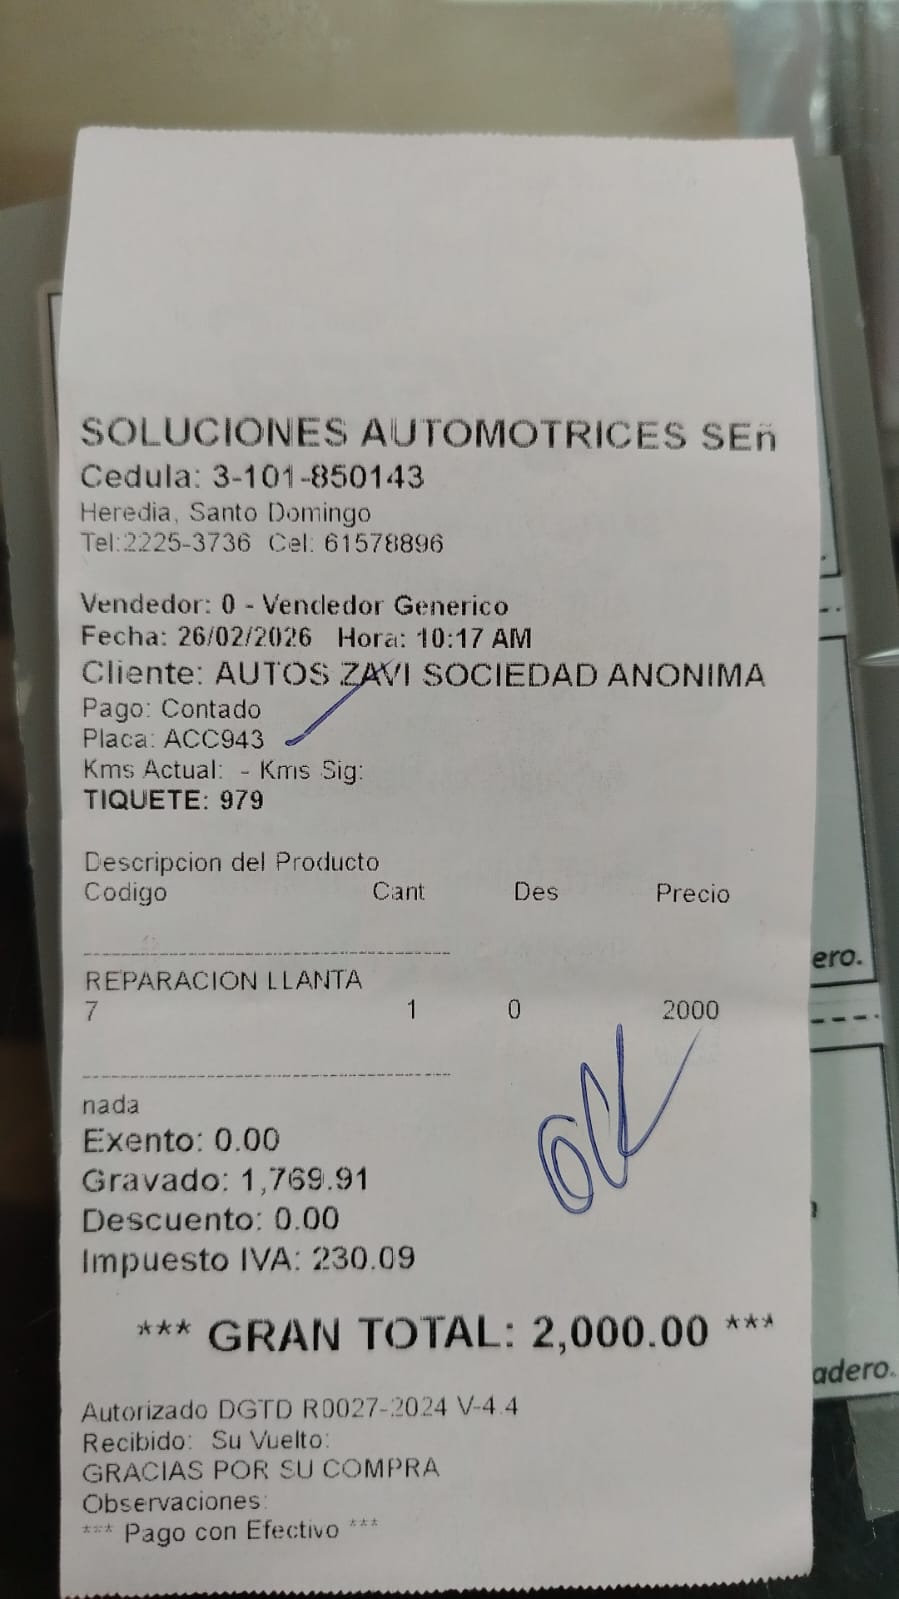 SOLUCIONES AUTOMOTRICES SEñ
Cedula: 3-101-850143
Heredia, Santo Domingo
Tel:2225-3736 Cel: 61578896
Vendedor: 0 - Vendedor Generico
Fecha: 26/02/2026 Hora: 10:17 AM
Cliente: AUTOS ZAVI SOCIEDAD ANONIMA
Pago: Contado
Placa: ACC943
Kms Actual: - Kms Sig:
TIQUETE: 979
Descripcion del Producto
Codigo Cant Des Precio
REPARACION LLANTA
7 1 0 2000
OK
nada
Exento: 0.00
Gravado: 1,769.91
Descuento: 0.00
Impuesto IVA: 230.09
*** GRAN TOTAL: 2,000.00 ***
Autorizado DGTD R0027-2024 V-4.4
Recibido: Su Vuelto:
GRACIAS POR SU COMPRA
Observaciones:
*** Pago con Efectivo ***
ero.
adero.